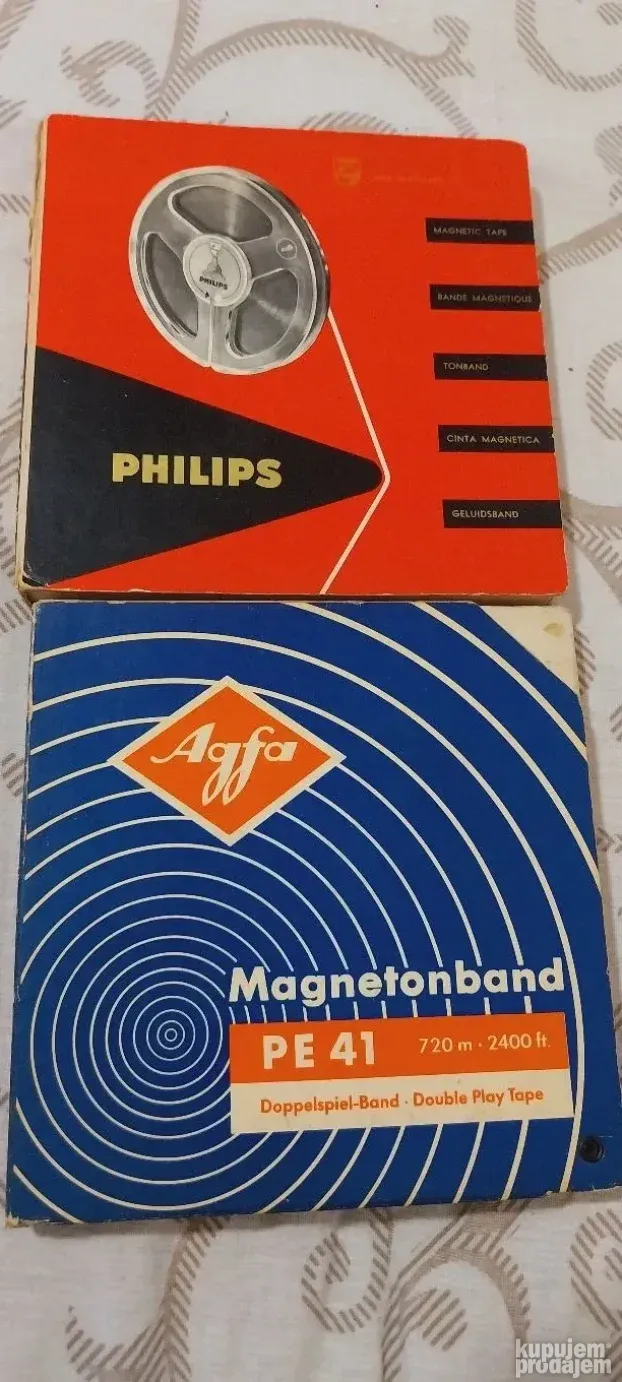 MAGNETIC TAPE
BANDE MAGNETIQUE
PHILIPS
TONBAND
CINTA MAGNETICA
PHILIPS
GELUIDSBAND
Agfa
Magnetonband
PE 41 720 m · 2400 ft.
Doppelspiel-Band · Double Play Tape
kupujem
prodajem